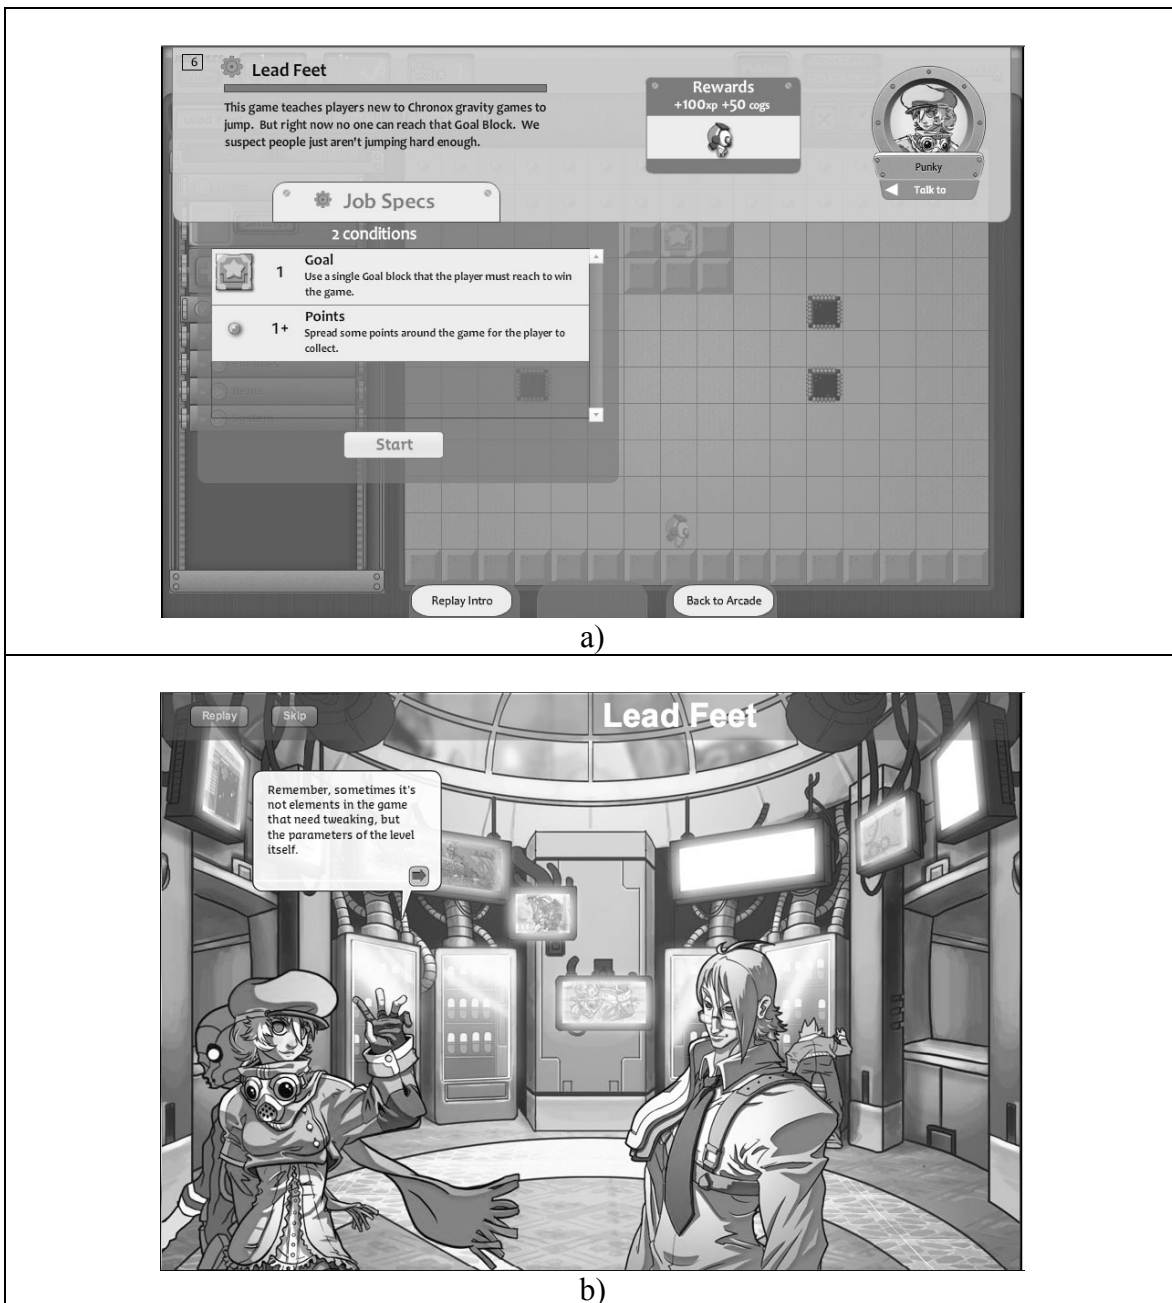 6
Lead Feet
This game teaches players new to Chronox gravity games to
jump. But right now no one can reach that Goal Block. We
suspect people just aren't jumping hard enough.
Rewards
+100xp +50 cogs
Punky
Talk to
Job Specs
2 conditions
1
Goal
Use a single Goal block that the player must reach to win
the game.
1+
Points
Spread some points around the game for the player to
collect.
Start
Replay Intro
Back to Arcade
a)
Replay
Skip
Lead Feet
Remember, sometimes it's
not elements in the game
that need tweaking, but
the parameters of the level
itself.
b)